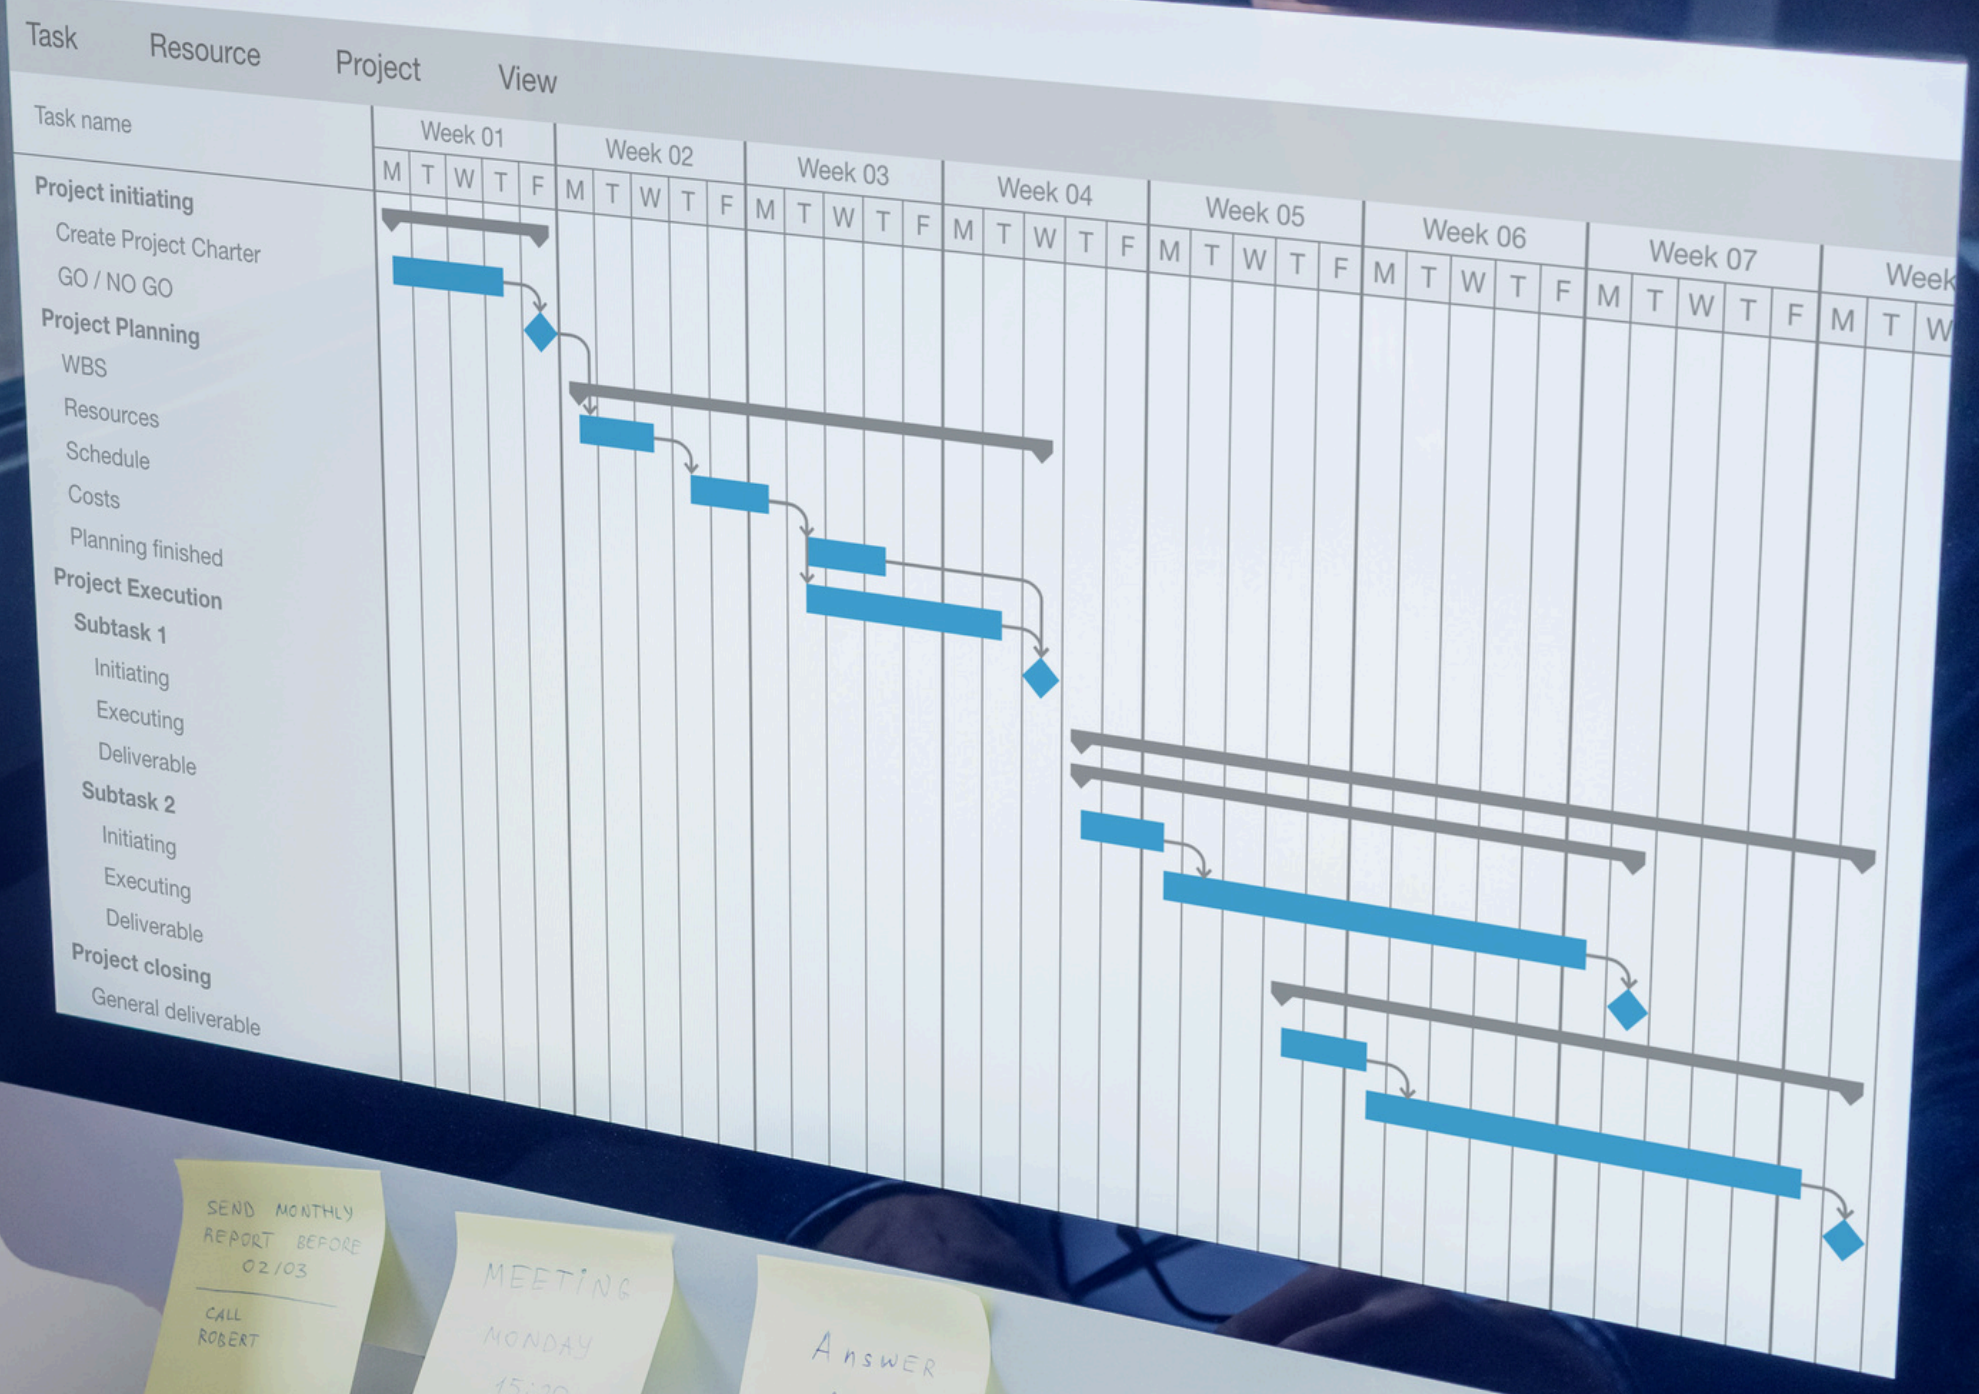 Task Resource Project View
Task name
Week 01 Week 02 Week 03 Week 04 Week 05 Week 06 Week 07 Week
M T W T F M T W T F M T W T F M T W T F M T W T F M T W T F M T W T F M T W
Project initiating
Create Project Charter
GO / NO GO
Project Planning
WBS
Resources
Schedule
Costs
Planning finished
Project Execution
Subtask 1
Initiating
Executing
Deliverable
Subtask 2
Initiating
Executing
Deliverable
Project closing
General deliverable
SEND MONTHLY
REPORT BEFORE
02/03
CALL
ROBERT
MEETING
MONDAY
Answer